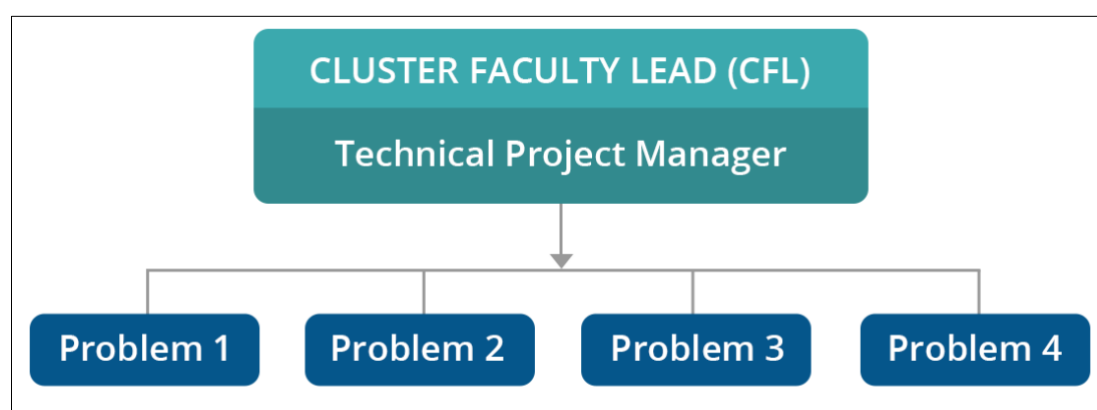 CLUSTER FACULTY LEAD (CFL)
Technical Project Manager
Problem 1
Problem 2
Problem 3
Problem 4